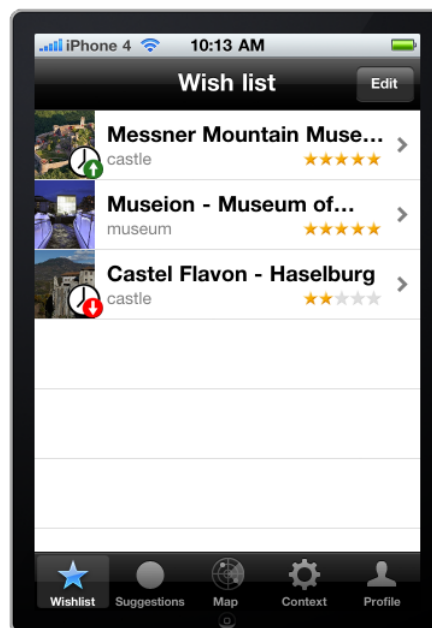 iPhone 4 10:13 AM
Wish list Edit
Messner Mountain Muse...
castle
Museion - Museum of...
museum
Castel Flavon - Haselburg
castle
Wishlist Suggestions Map Context Profile